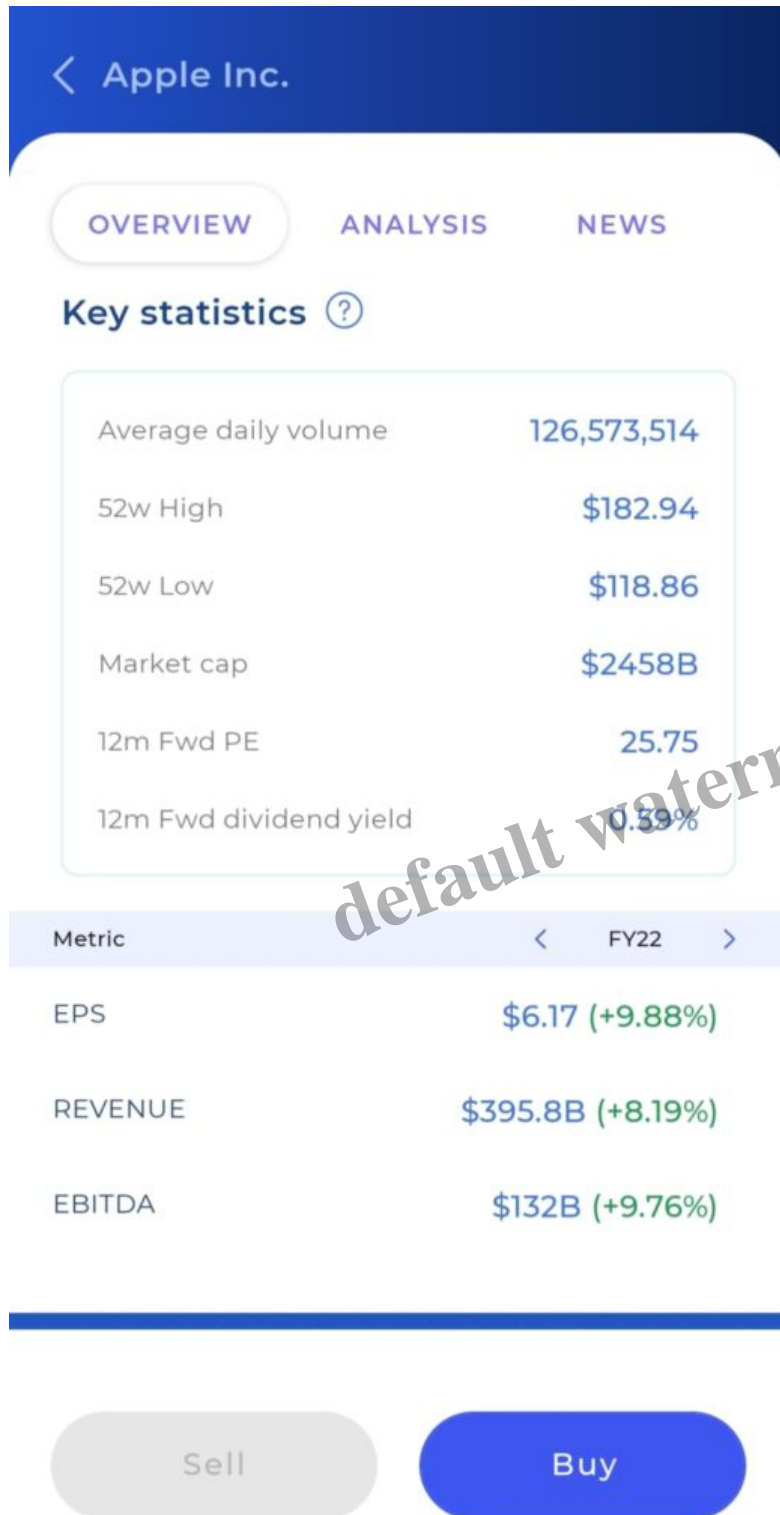 Apple Inc.
OVERVIEW ANALYSIS NEWS
Key statistics ?
Average daily volume 126,573,514
52w High $182.94
52w Low $118.86
Market cap $2458B
12m Fwd PE 25.75
12m Fwd dividend yield 0.59%
default
Metric < FY22 >
EPS $6.17 (+9.88%)
REVENUE $395.8B (+8.19%)
EBITDA $132B (+9.76%)
Sell Buy